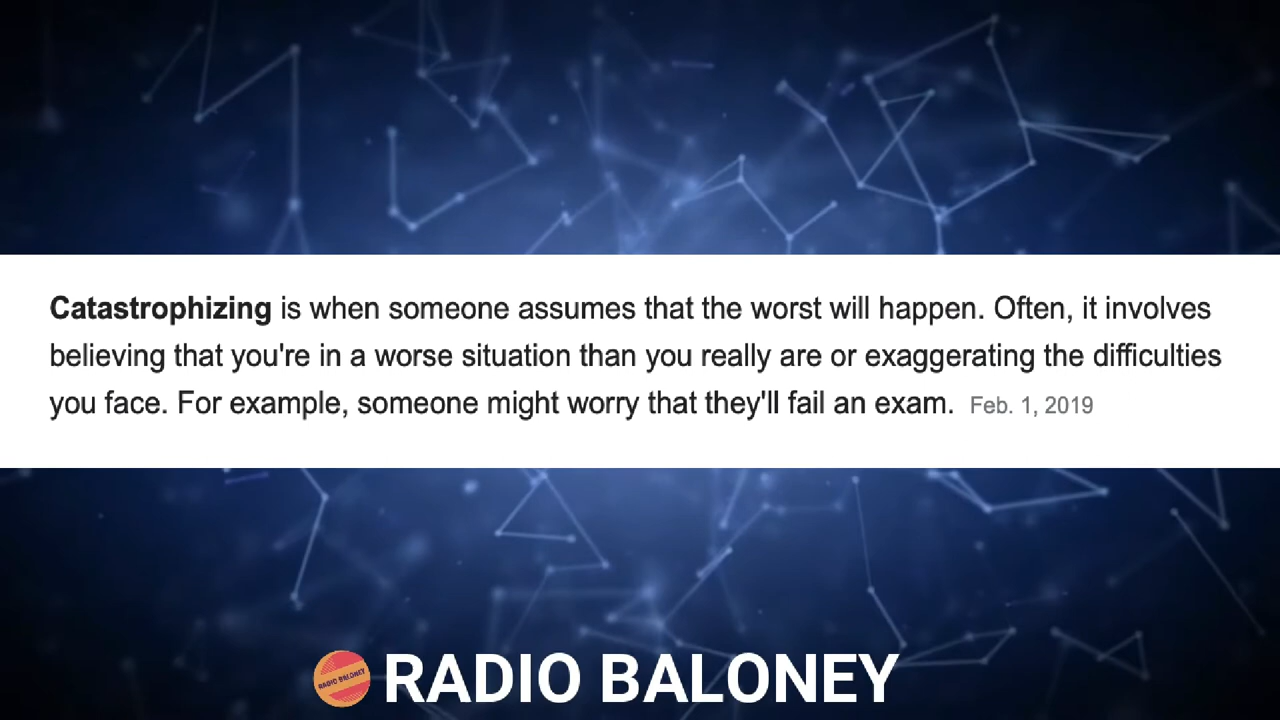 Catastrophizing is when someone assumes that the worst will happen. Often, it involves
believing that you're in a worse situation than you really are or exaggerating the difficulties
you face. For example, someone might worry that they'll fail an exam. Feb. 1, 2019
RADIO BALONEY
RADIO BALONEY